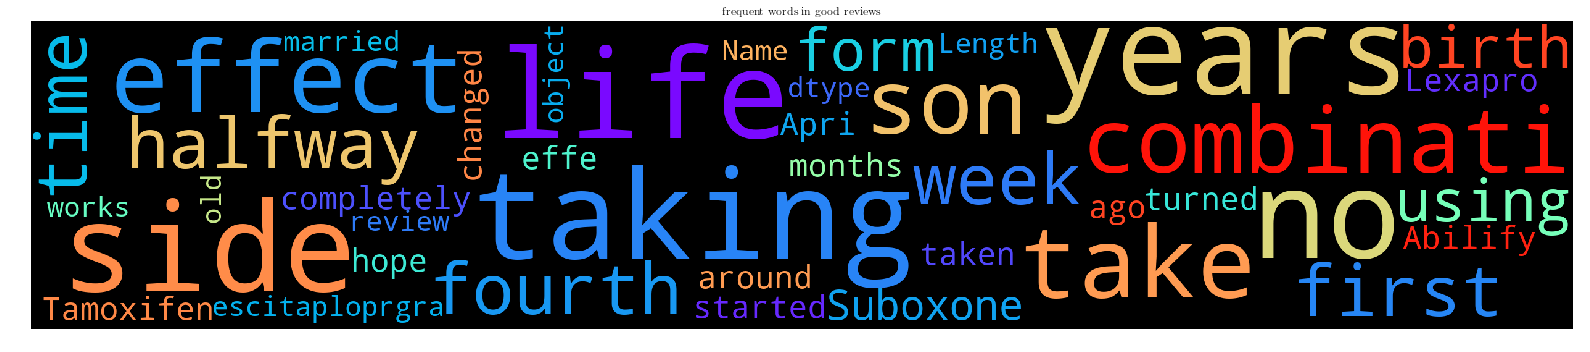 frequent words in good reviews
time
effect
married
changed
object
life
Name
form
Length
years
birth
Lexapro
dtype
Apri
son
halfway
effe
months
week
combinati
works
old
completely
review
side
hope
taking
fourth
taken
around
started
Suboxone
take
ago
turned
no
using
Abilify
first
Tamoxifen
escitaploprgra